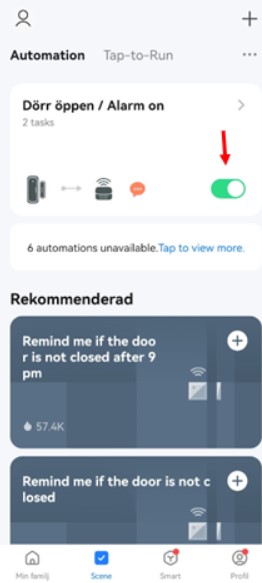 Automation Tap-to-Run
Dörr öppen / Alarm on
2 tasks
6 automations unavailable.Tap to view more.
Rekommenderad
Remind me if the doo
r is not closed after 9
pm
57.4K
Remind me if the door is not c
losed
Min familj Scene Smart Profil